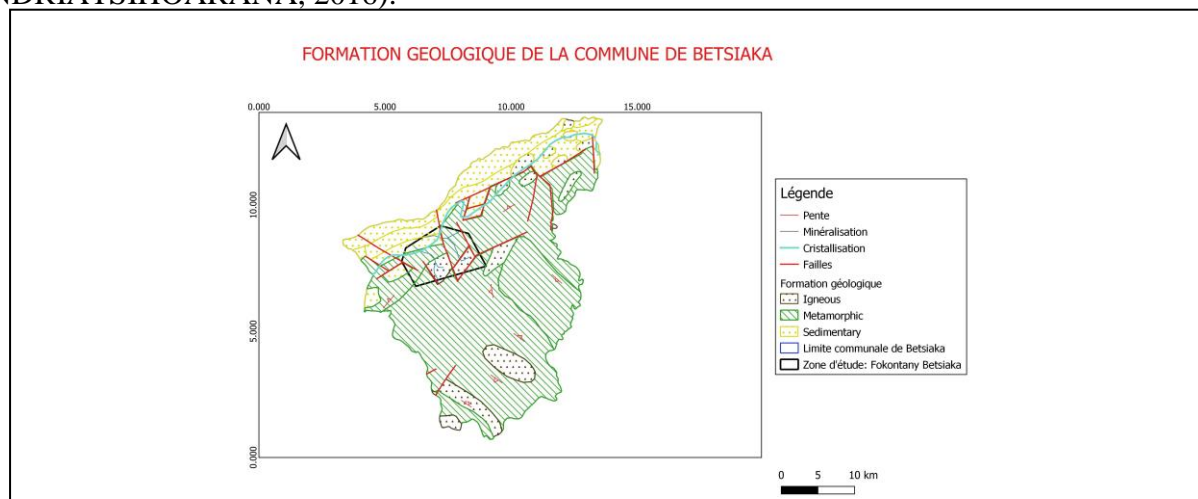 NDRIATSIHOARANA, 2016).
FORMATION GEOLOGIQUE DE LA COMMUNE DE BETSIAKA
0.000 5.000 10.000 15.000
10.000
5.000
0.000
Légende
Pente
Minéralisation
Cristallisation
Failles
Formation géologique
Igneous
Metamorphic
Sedimentary
Limite communale de Betsiaka
Zone d'étude: Fokontany Betsiaka
0 5 10 km